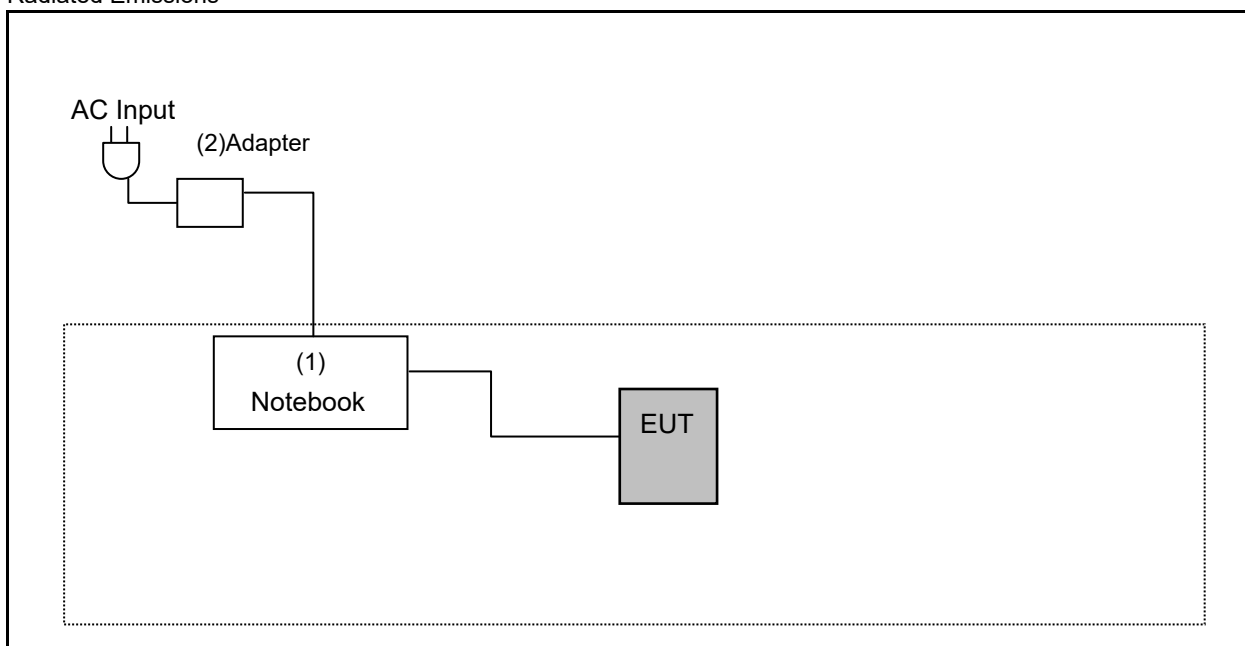 Radiated Emissions
AC Input
(2)Adapter
(1)
Notebook
EUT